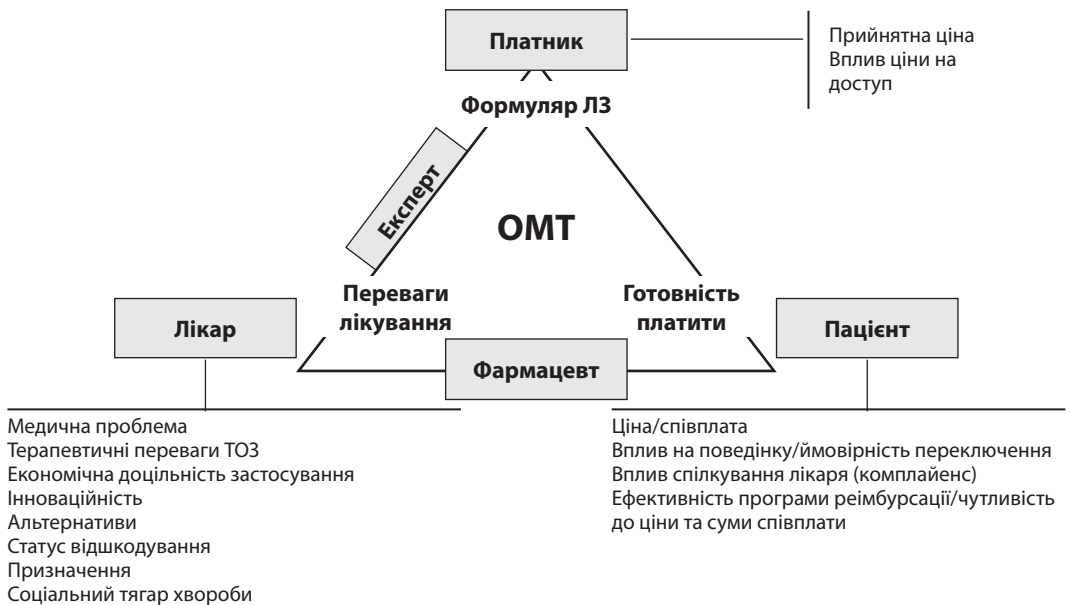 Платник
Прийнятна ціна
Вплив ціни на
доступ
Формуляр ЛЗ
Експерт
ОМТ
Переваги
лікування
Готовність
платити
Лікар
Фармацевт
Пацієнт
Медична проблема
Терапевтичні переваги ТОЗ
Економічна доцільність застосування
Інноваційність
Альтернативи
Статус відшкодування
Призначення
Соціальний тягар хвороби
Ціна/співплата
Вплив на поведінку/ймовірність переключення
Вплив спілкування лікаря (комплайенс)
Ефективність програми реімбурсації/чутливість
до ціни та суми співплати